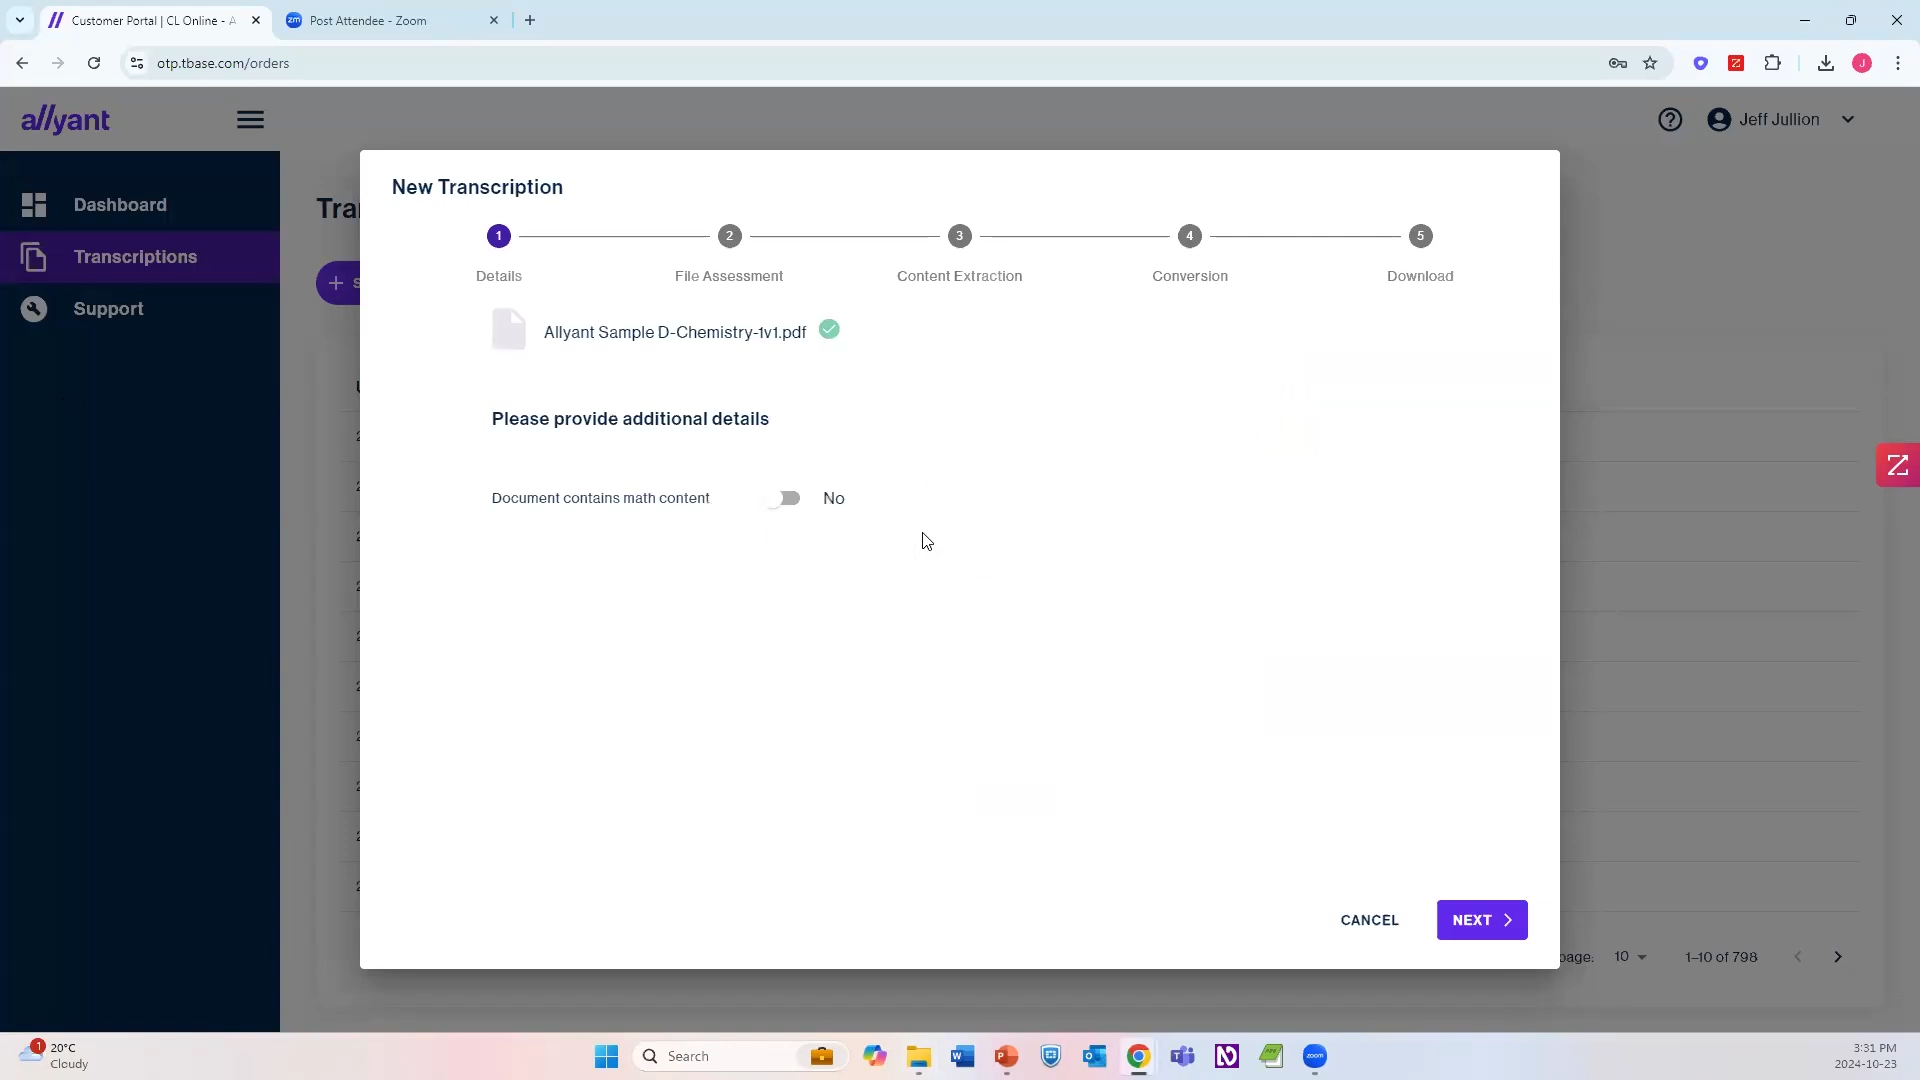 Customer Portal | CL Online - A
Post Attendee - Zoom
otp.tbase.com/orders
allyant
Jeff Jullion
Dashboard
Transcriptions
Support
New Transcription
1
2
3
4
5
Details
File Assessment
Content Extraction
Conversion
Download
Allyant Sample D-Chemistry-1v1.pdf
Please provide additional details
Document contains math content
No
CANCEL
NEXT
page:
10
1–10 of 798
20°C
Cloudy
Search
3:31 PM
2024-10-23